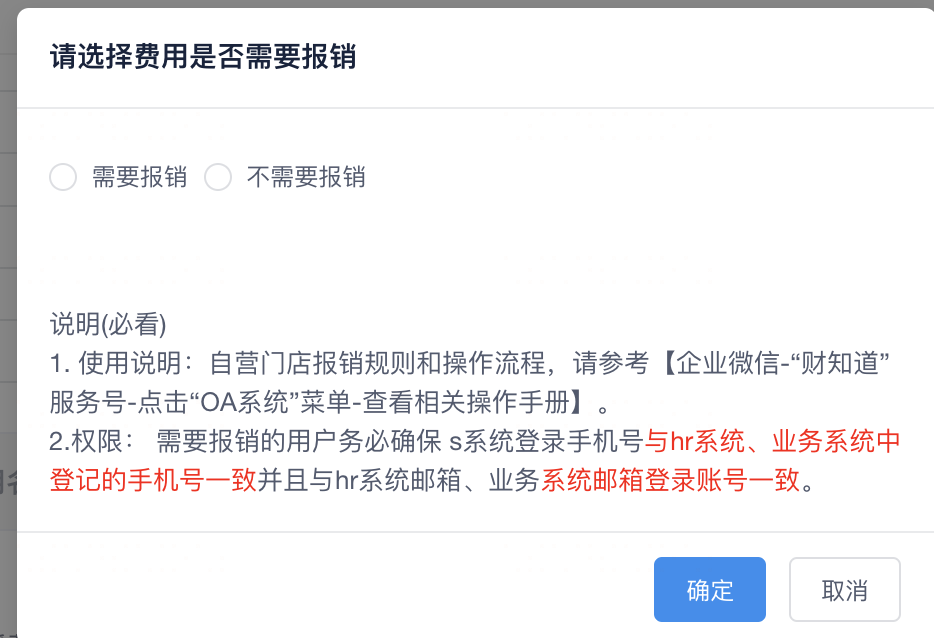 请选择费用是否需要报销
需要报销 不需要报销
说明(必看)
1. 使用说明：自营门店报销规则和操作流程，请参考【企业微信-“财知道”
服务号-点击“OA系统”菜单-查看相关操作手册】。
2.权限： 需要报销的用户务必确保 s系统登录手机号与hr系统、业务系统中
登记的手机号一致并且与hr系统邮箱、业务系统邮箱登录账号一致。
确定 取消